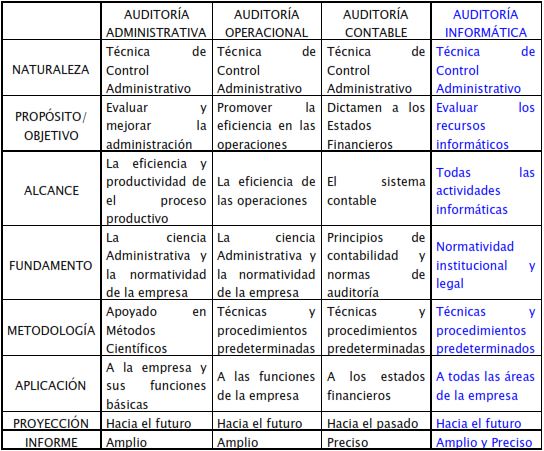 AUDITORÍA ADMINISTRATIVA
AUDITORÍA OPERACIONAL
AUDITORÍA CONTABLE
AUDITORÍA INFORMÁTICA
NATURALEZA
Técnica de
Control
Administrativo
Técnica de
Control
Administrativo
Técnica de
Control
Administrativo
Técnica de
Control
Administrativo
PROPÓSITO/
OBJETIVO
Evaluar y
mejorar la
administración
Promover la
eficiencia en las
operaciones
Dictamen a los
Estados
Financieros
Evaluar los
recursos
informáticos
ALCANCE
La eficiencia y
productividad de
el proceso
productivo
La eficiencia de
las operaciones
El sistema
contable
Todas las
actividades
informáticas
FUNDAMENTO
La ciencia
Administrativa y
la normatividad
de la empresa
La ciencia
Administrativa y
la normatividad
de la empresa
Principios de
contabilidad y
normas de
auditoría
Normatividad
institucional y
legal
METODOLOGÍA
Apoyado en
Métodos
Científicos
Técnicas y
procedimientos
predeterminadas
Técnicas y
procedimientos
predeterminadas
Técnicas y
procedimientos
predeterminados
APLICACIÓN
A la empresa y
sus funciones
básicas
A las funciones
de la empresa
A los estados
financieros
A todas las áreas
de la empresa
PROYECCIÓN
Hacia el futuro
Hacia el futuro
Hacia el pasado
Hacia el futuro
INFORME
Amplio
Amplio
Preciso
Amplio y Preciso